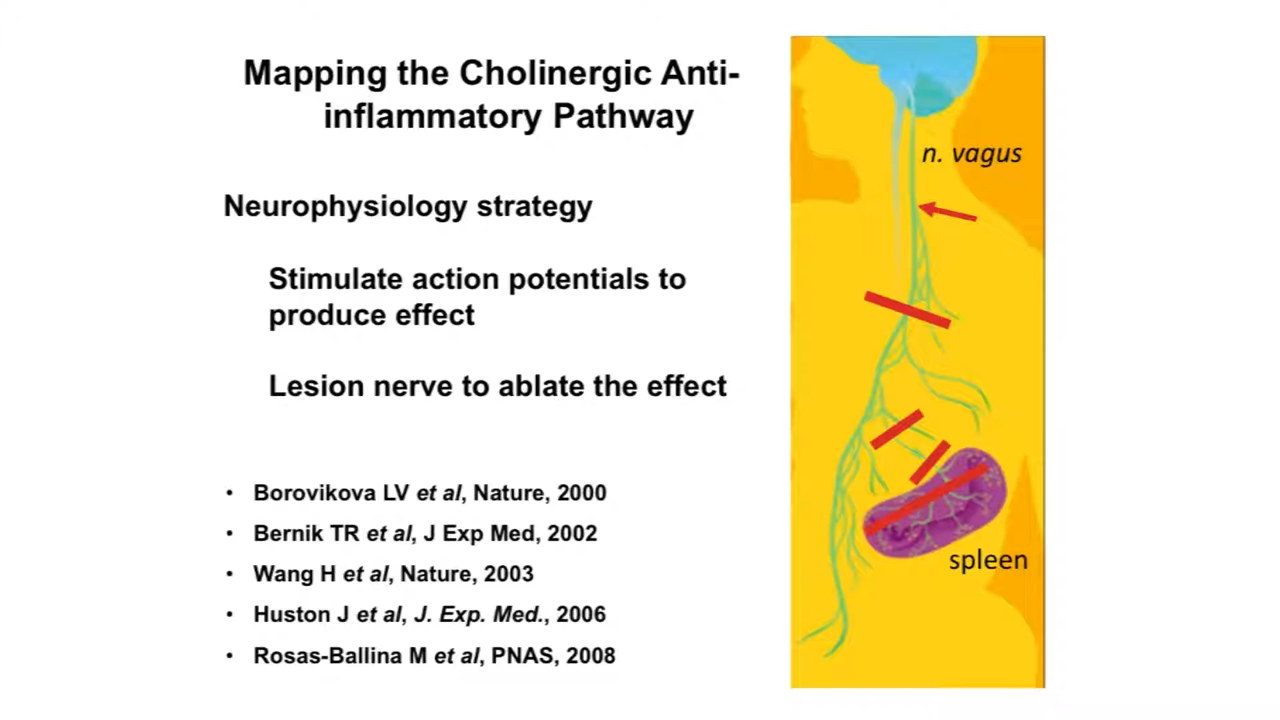 Mapping the Cholinergic Anti-
inflammatory Pathway
Neurophysiology strategy
Stimulate action potentials to
produce effect
Lesion nerve to ablate the effect
• Borovikova LV et al, Nature, 2000
• Bernik TR et al, J Exp Med, 2002
• Wang H et al, Nature, 2003
• Huston J et al, J. Exp. Med., 2006
• Rosas-Ballina M et al, PNAS, 2008
n. vagus
spleen